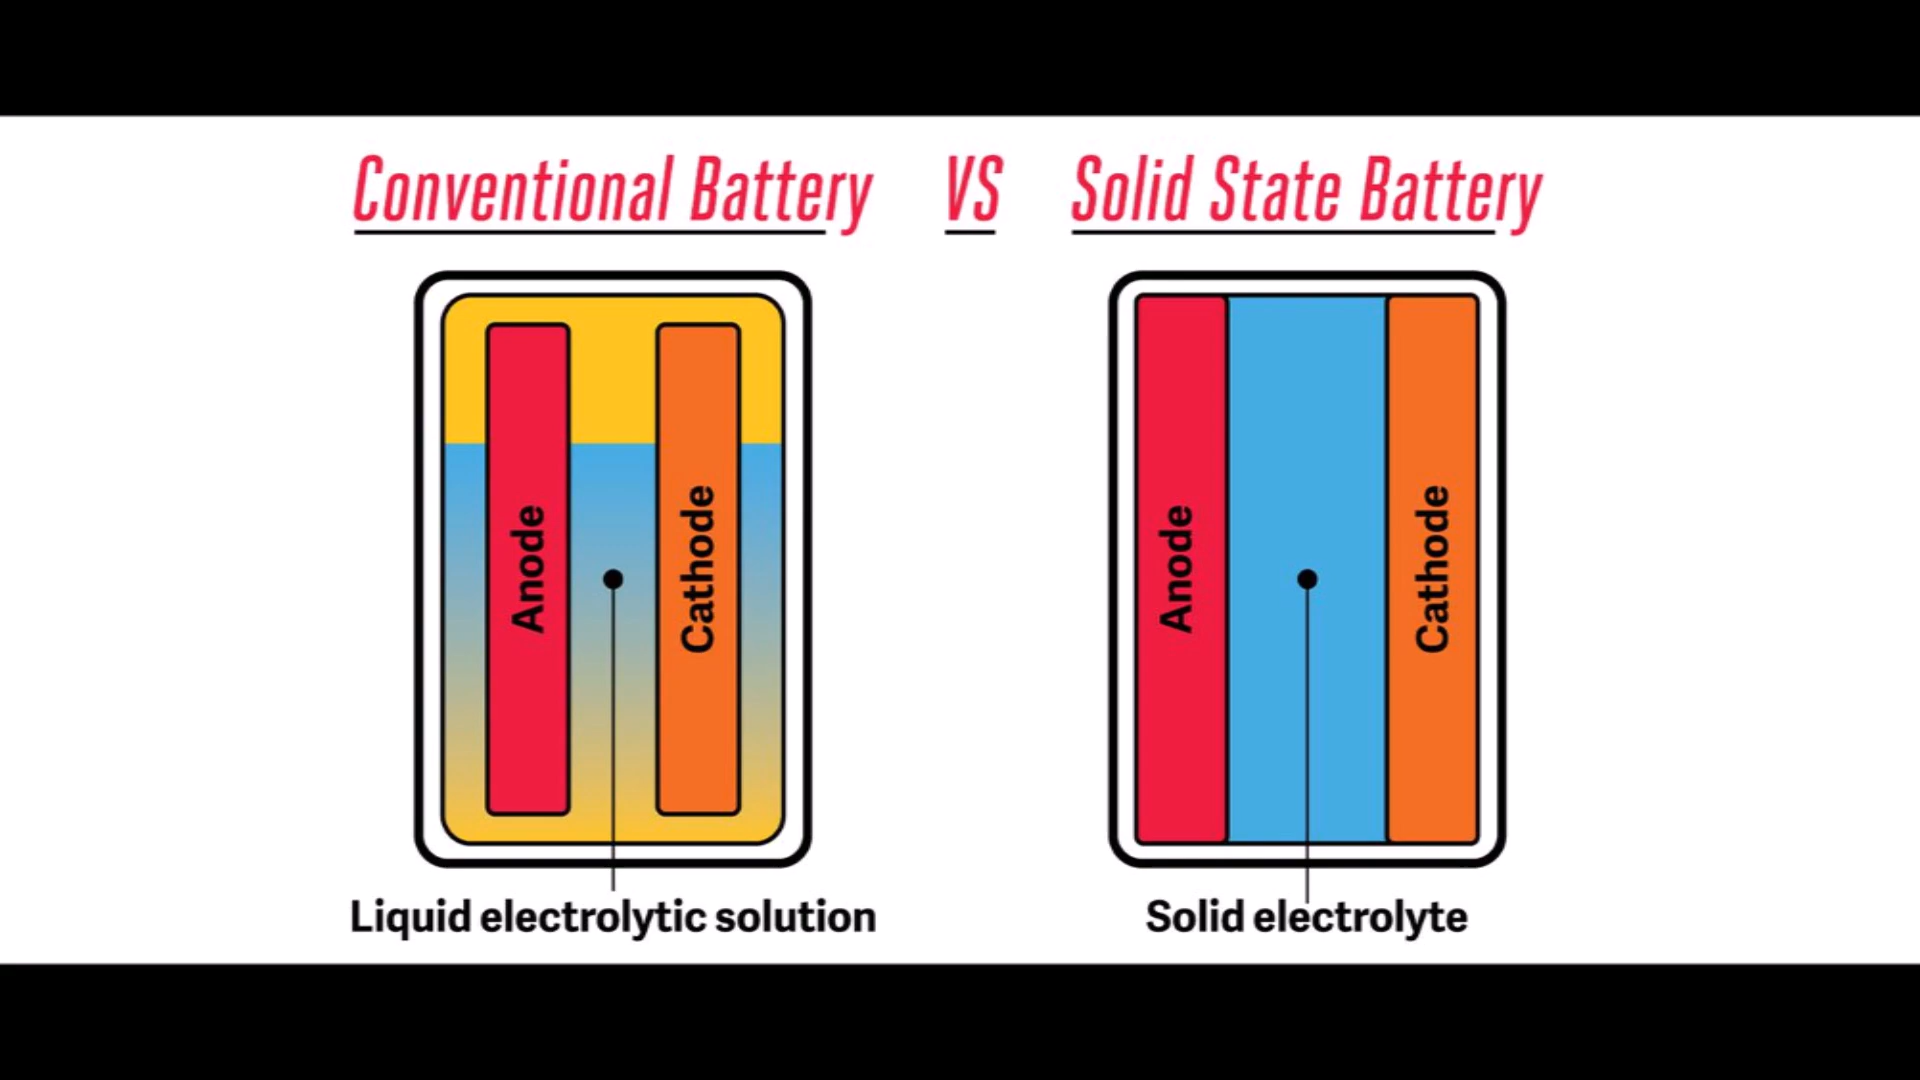 Conventional Battery VS Solid State Battery
Anode
Cathode
Anode
Cathode
Liquid electrolytic solution
Solid electrolyte